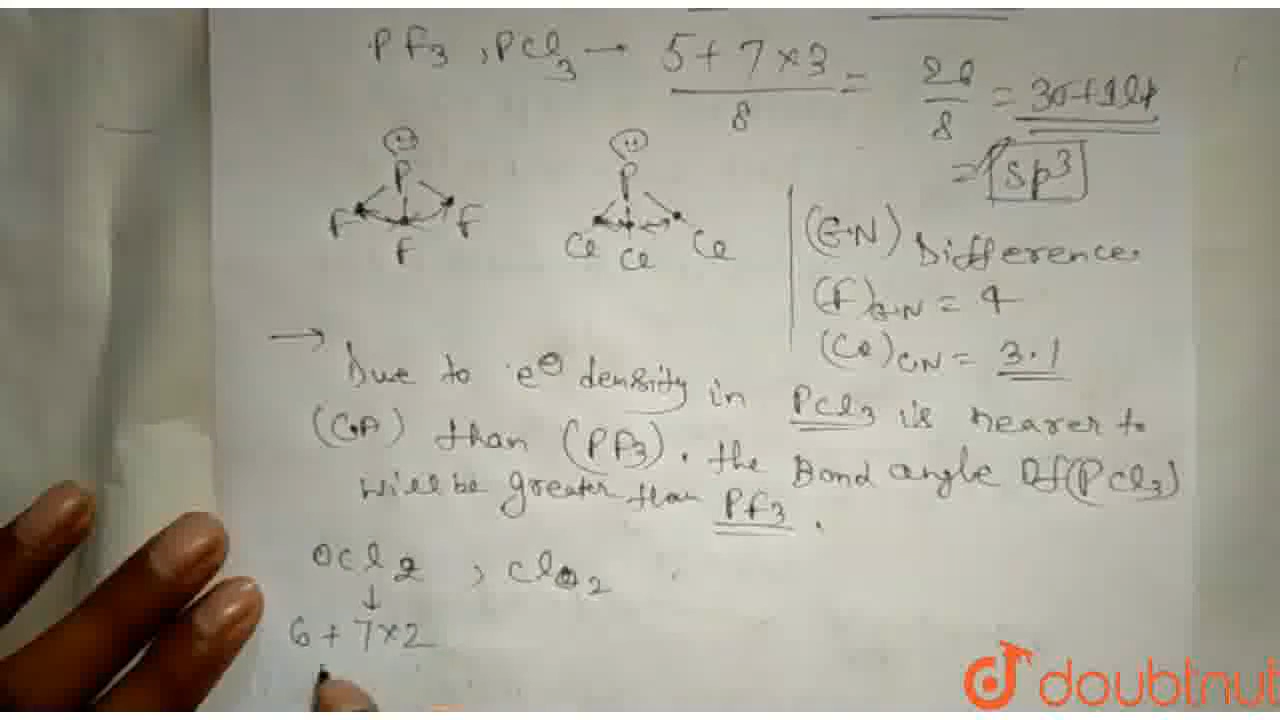 PF3 , PCl3 → 5 + 7 × 3 / 8 = 26 / 8 = 3σ + 1lp
= sp3
P P
F F F Cl Cl Cl
(E.N) Difference.
(F)E.N = 4
(Cl)E.N = 3.1
→ Due to e⊖ density in PCl3 is nearer to
(C.A) than (PF3). the Bond angle of (PCl3)
will be greater than PF3.
OCl2 , ClO2
↓
6 + 7 × 2
doubtnut